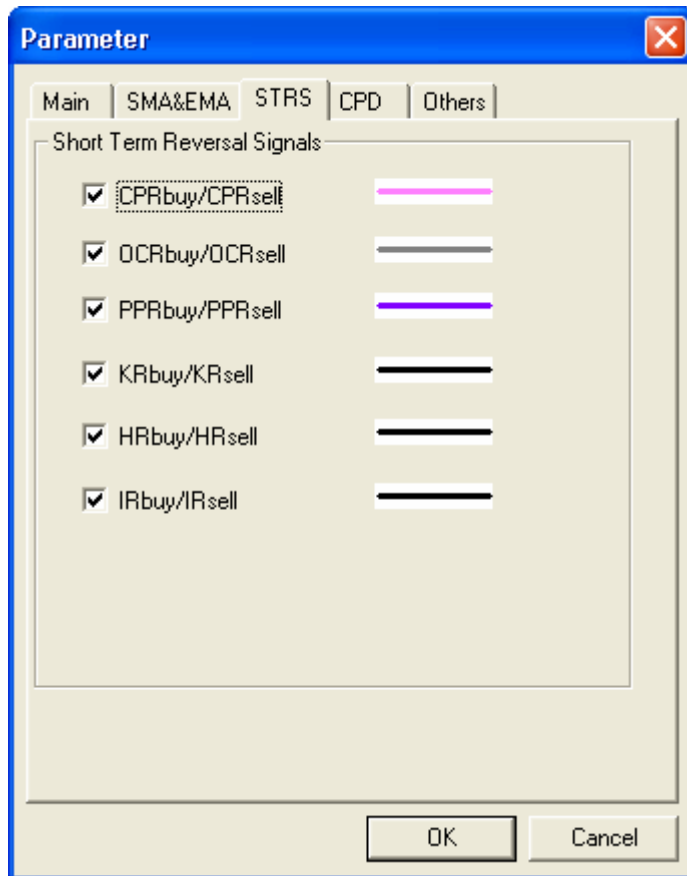 Parameter
Main SMA&EMA STRS CPD Others
Short Term Reversal Signals
CPRbuy/CPRsell
OCRbuy/OCRsell
PPRbuy/PPRsell
KRbuy/KRsell
HRbuy/HRsell
IRbuy/IRsell
OK Cancel